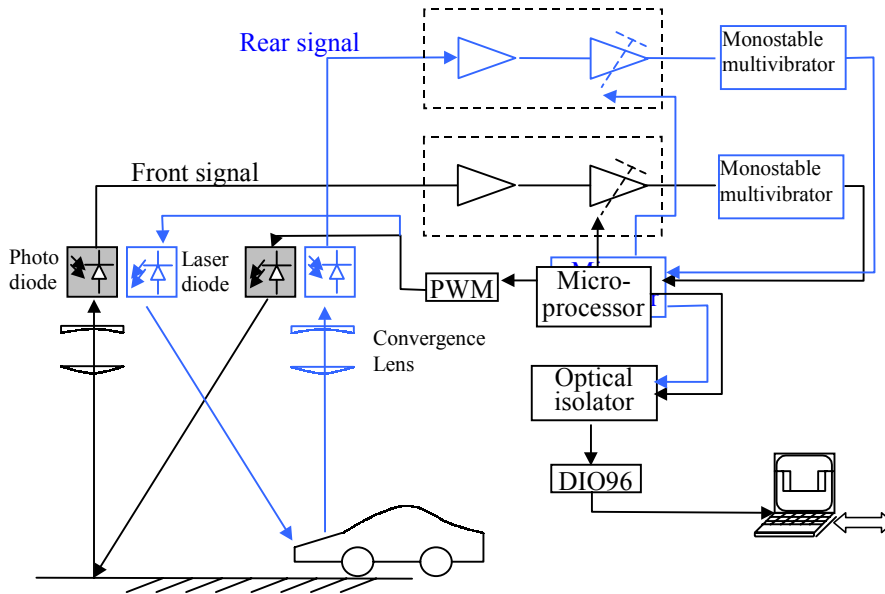 Rear signal
Monostable
multivibrator
Front signal
Monostable
multivibrator
Photo
diode
Laser
diode
PWM
Micro-
processor
Convergence
Lens
Optical
isolator
DIO96